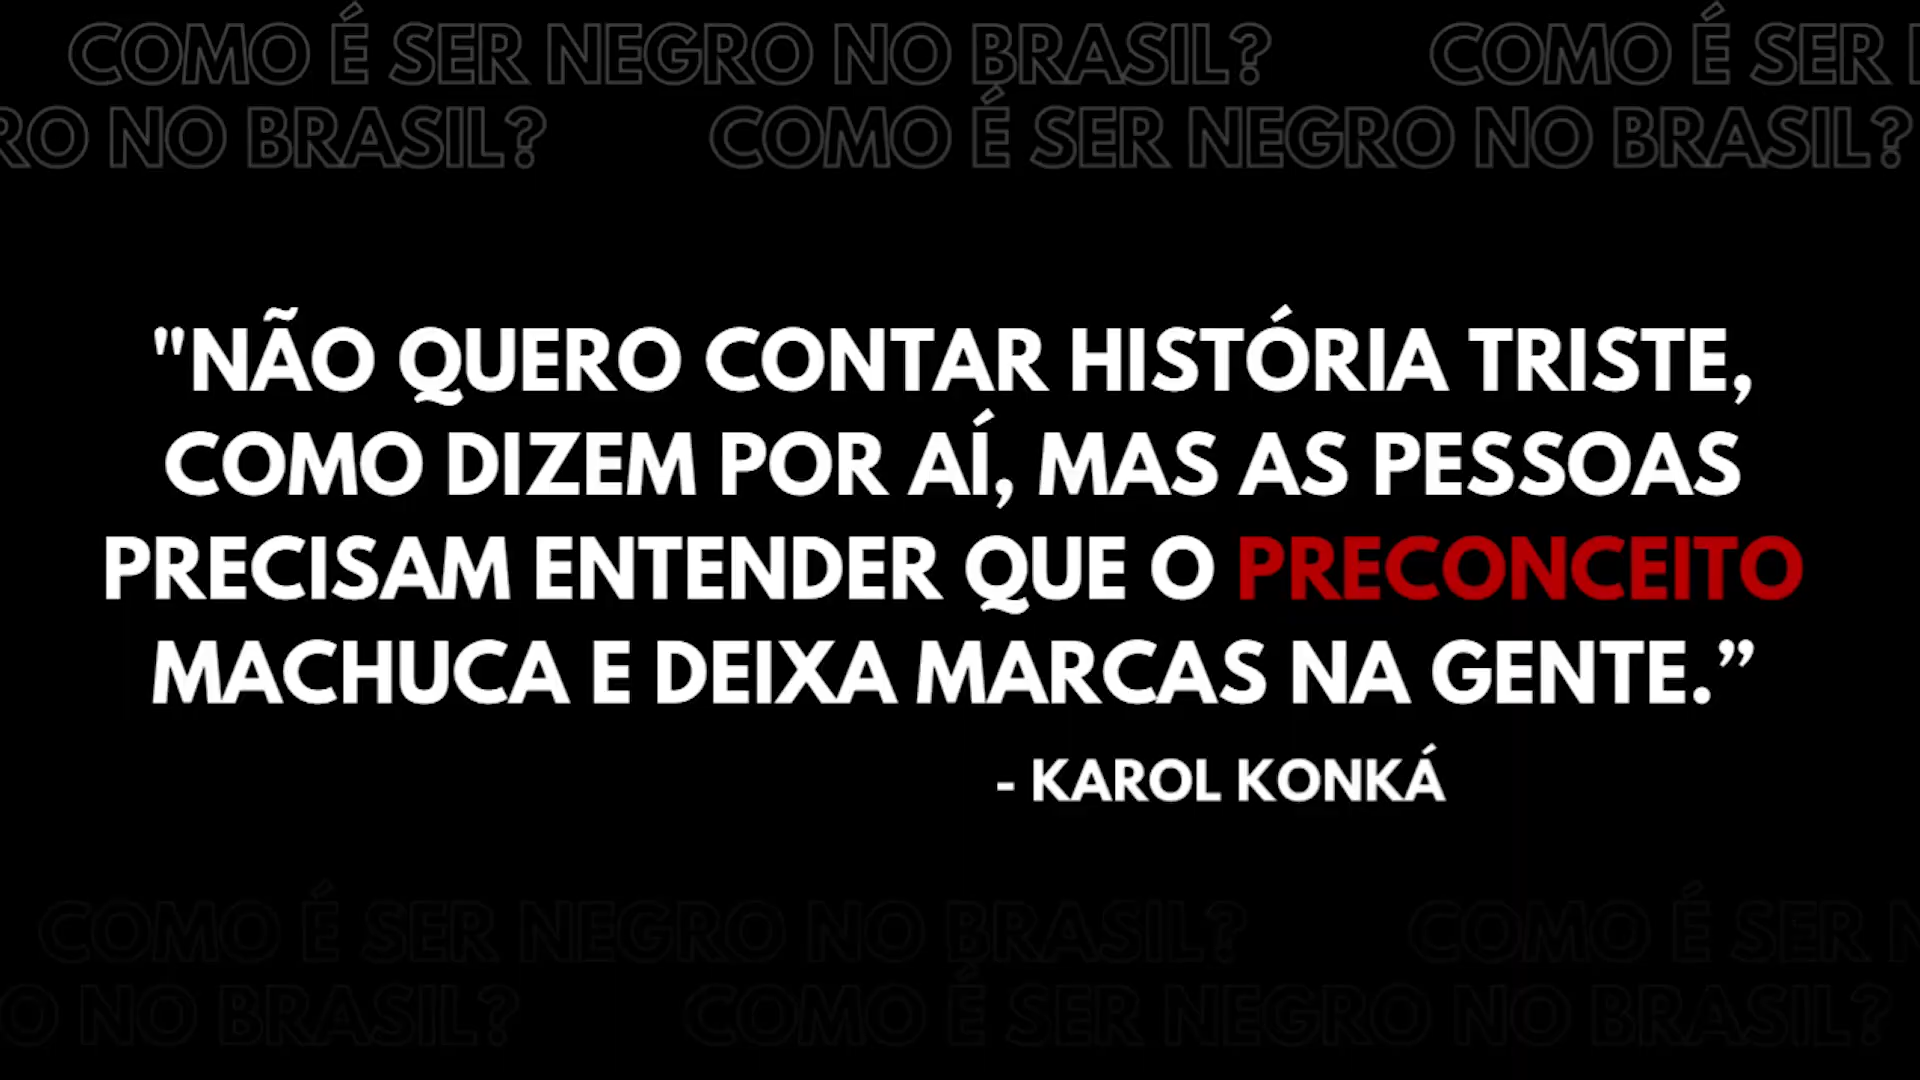 COMO É SER NEGRO NO BRASIL? COMO É SER
RO NO BRASIL? COMO É SER NEGRO NO BRASIL?
"NÃO QUERO CONTAR HISTÓRIA TRISTE,
COMO DIZEM POR AÍ, MAS AS PESSOAS
PRECISAM ENTENDER QUE O PRECONCEITO
MACHUCA E DEIXA MARCAS NA GENTE.”
- KAROL KONKÁ
COMO É SER NEGRO NO BRASIL? COMO É SER N
O NO BRASIL? COMO É SER NEGRO NO BRASIL?